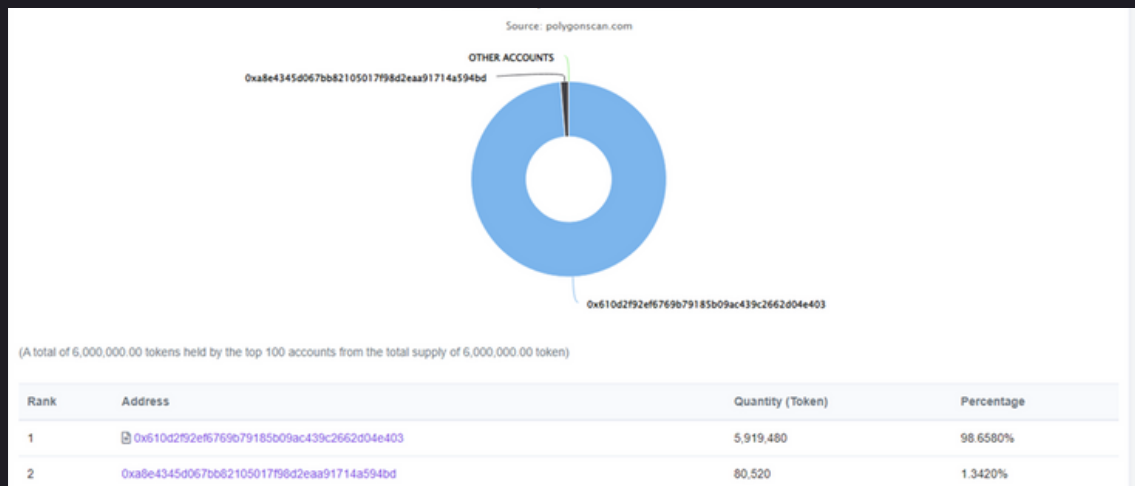 Source: polygonscan.com
OTHER ACCOUNTS
0xa8e4345d067bb82105017f98d2eaa91714a594bd
0x610d2f92ef6769b79185b09ac439c2662d04e403
(A total of 6,000,000.00 tokens held by the top 100 accounts from the total supply of 6,000,000.00 token)
Rank Address Quantity (Token) Percentage
1 0x610d2f92ef6769b79185b09ac439c2662d04e403 5,919,480 98.6580%
2 0xa8e4345d067bb82105017f98d2eaa91714a594bd 80,520 1.3420%